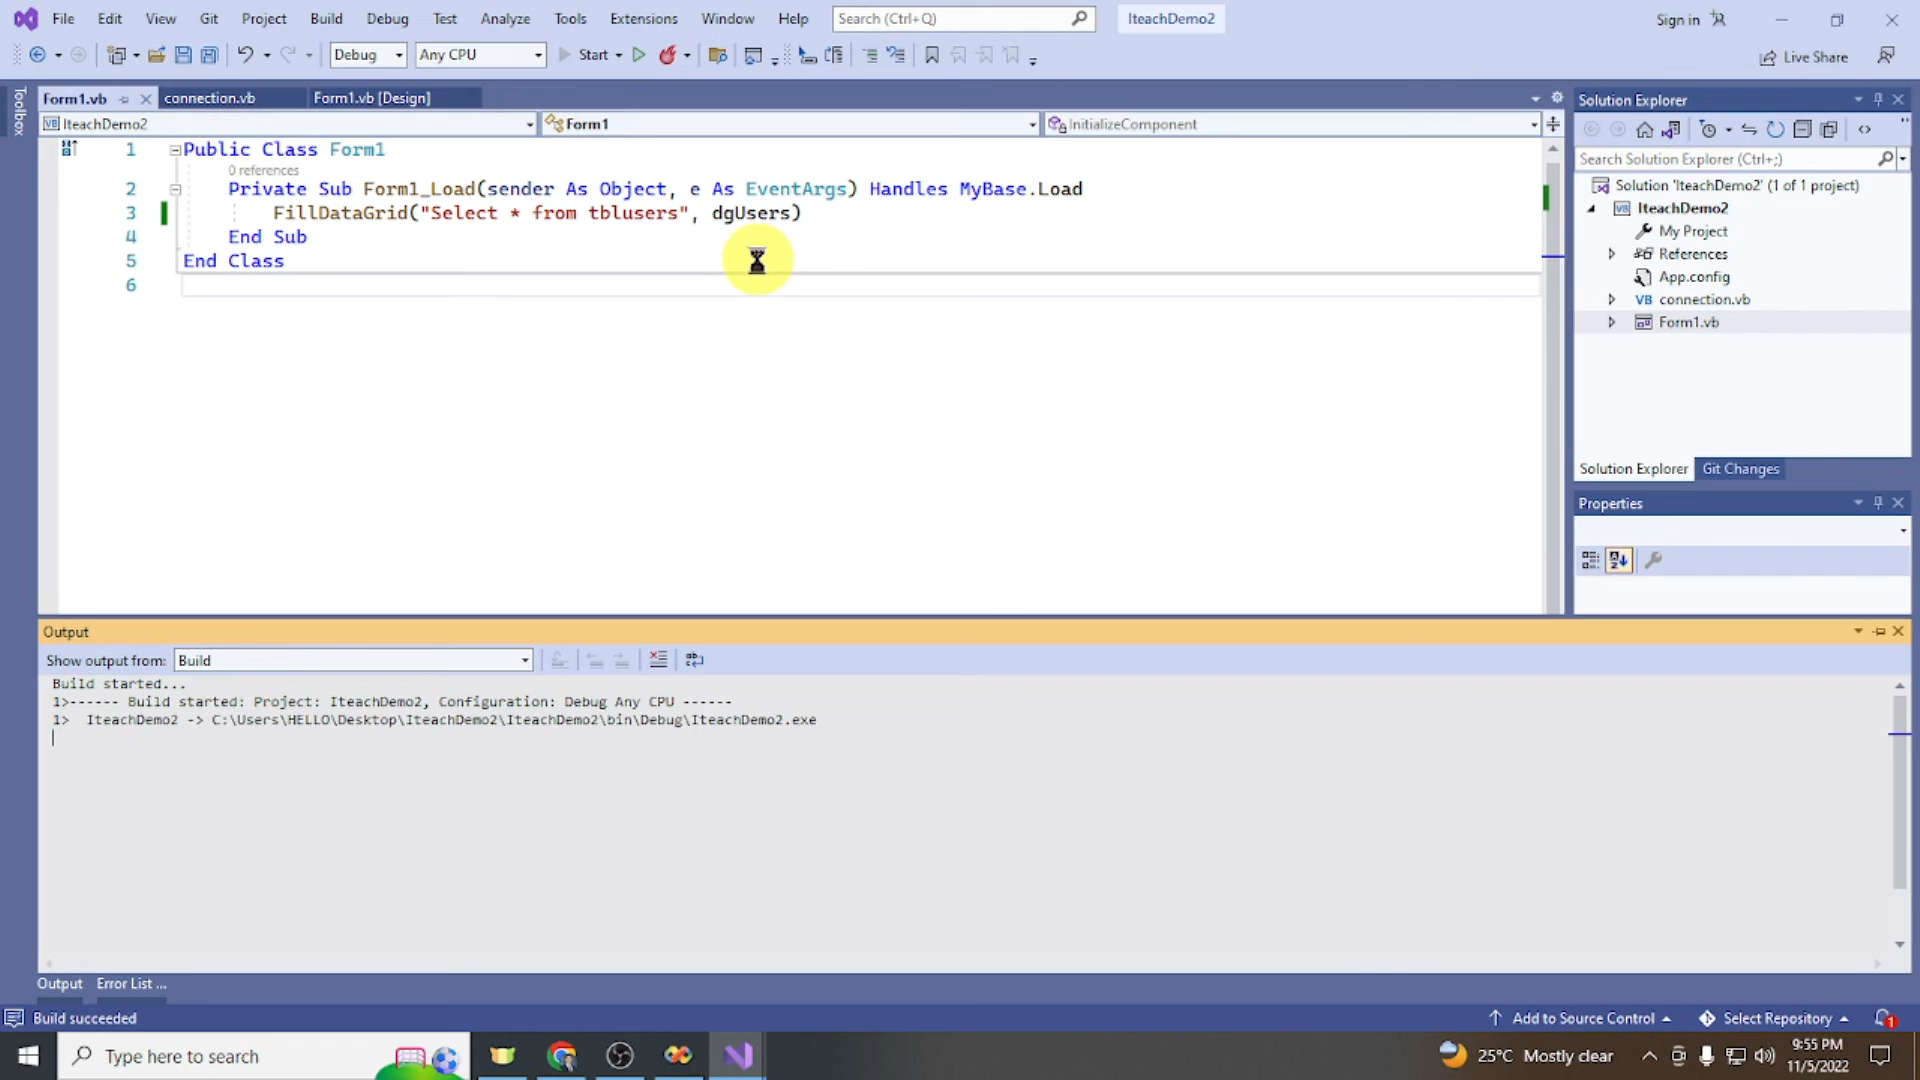 File Edit View Git Project Build Debug Test Analyze Tools Extensions Window Help Search (Ctrl+Q) IteachDemo2 Sign in
Debug Any CPU Start Live Share
Toolbox
Form1.vb connection.vb Form1.vb [Design]
IteachDemo2 Form1 InitializeComponent
1 Public Class Form1
0 references
2 Private Sub Form1_Load(sender As Object, e As EventArgs) Handles MyBase.Load
3 FillDataGrid("Select * from tblusers", dgUsers)
4 End Sub
5 End Class
6
Solution Explorer
Search Solution Explorer (Ctrl+;)
Solution 'IteachDemo2' (1 of 1 project)
IteachDemo2
My Project
References
App.config
VB connection.vb
Form1.vb
Solution Explorer Git Changes
Properties
Output
Show output from: Build
Build started...
1>------ Build started: Project: IteachDemo2, Configuration: Debug Any CPU ------
1>  IteachDemo2 -> C:\Users\HELLO\Desktop\IteachDemo2\IteachDemo2\bin\Debug\IteachDemo2.exe
Output Error List ...
Build succeeded Add to Source Control Select Repository 1
Type here to search 25°C Mostly clear 9:55 PM
11/5/2022